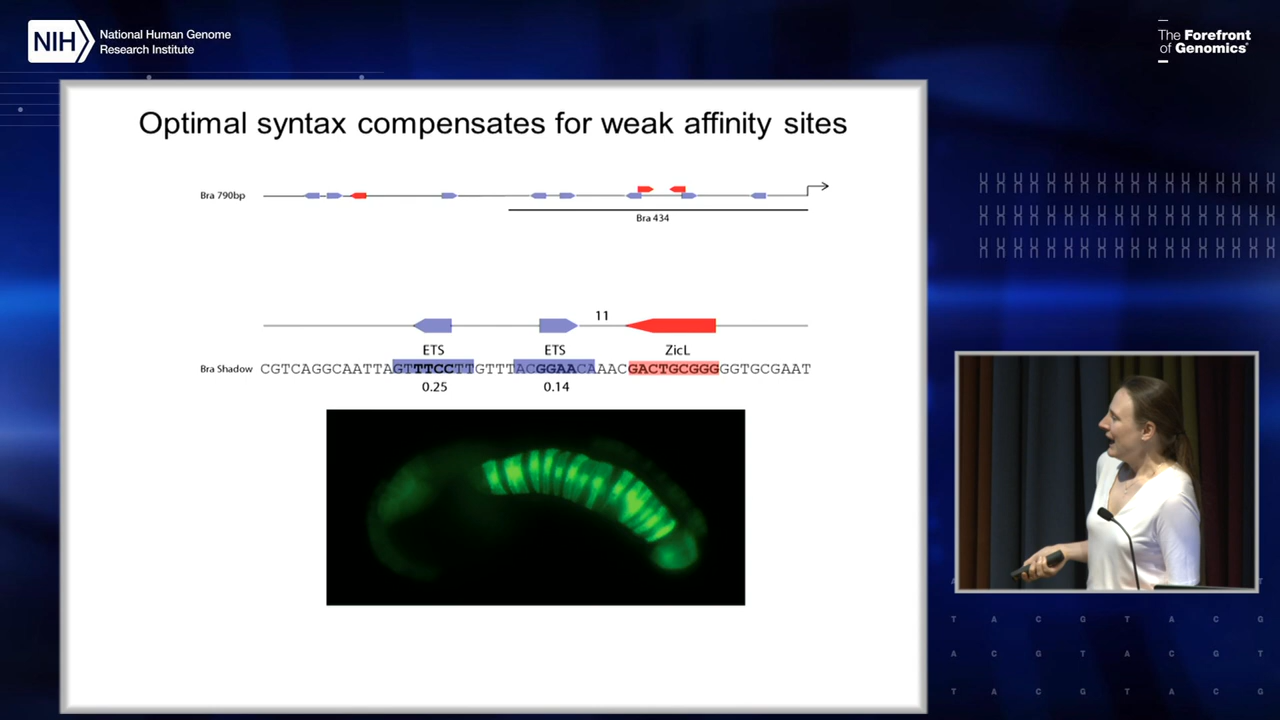 NIH
National Human Genome
Research Institute
The Forefront
of Genomics®
Optimal syntax compensates for weak affinity sites
Bra 790bp
Bra 434
11
ETS ETS ZicL
Bra Shadow CGTCAGGCAATTAGTTTCCTTGTTTACGGAACAAACGACTGCGGGGGTGCGAAT
0.25 0.14
T A C G T A C G
A C G T A C G T
T A C G T A C G